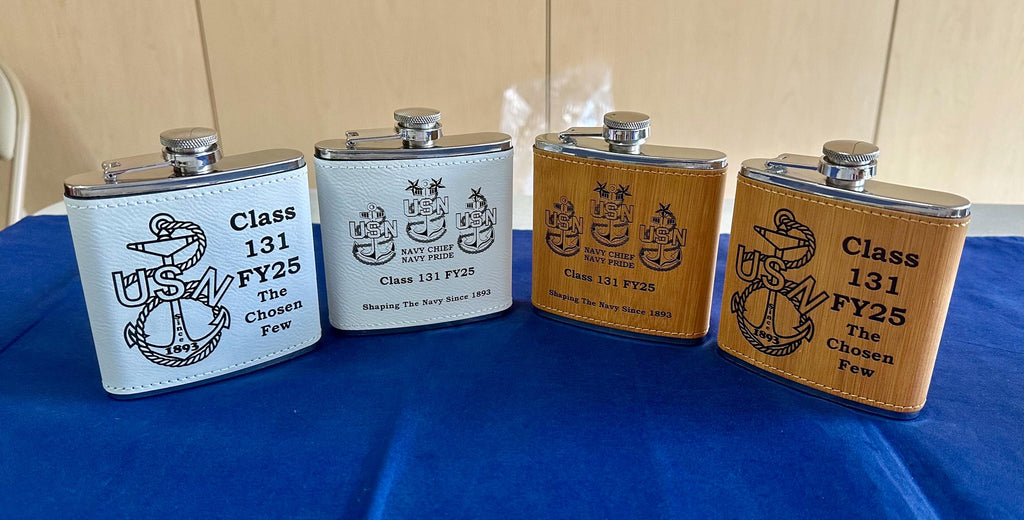 USN
Since
1893
Class
131
FY25
The
Chosen
Few
USN
USN
USN
NAVY CHIEF
NAVY PRIDE
Class 131 FY25
Shaping The Navy Since 1893
USN
USN
USN
NAVY CHIEF
NAVY PRIDE
Class 131 FY25
Shaping The Navy Since 1893
USN
Since
1893
Class
131
FY25
The
Chosen
Few